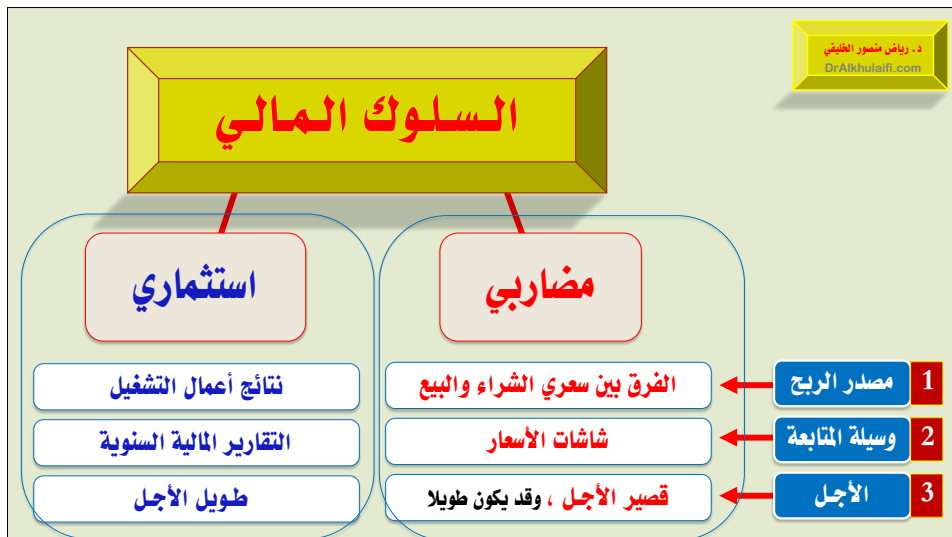 د. رياض منصور الخليفي
DrAlkhulaifi.com
السلوك المالي
مضاربي
استثماري
1 مصدر الربح
الفرق بين سعري الشراء والبيع
نتائج أعمال التشغيل
2 وسيلة المتابعة
شاشات الأسعار
التقارير المالية السنوية
3 الأجل
قصير الأجل ، وقد يكون طويلا
طويل الأجل